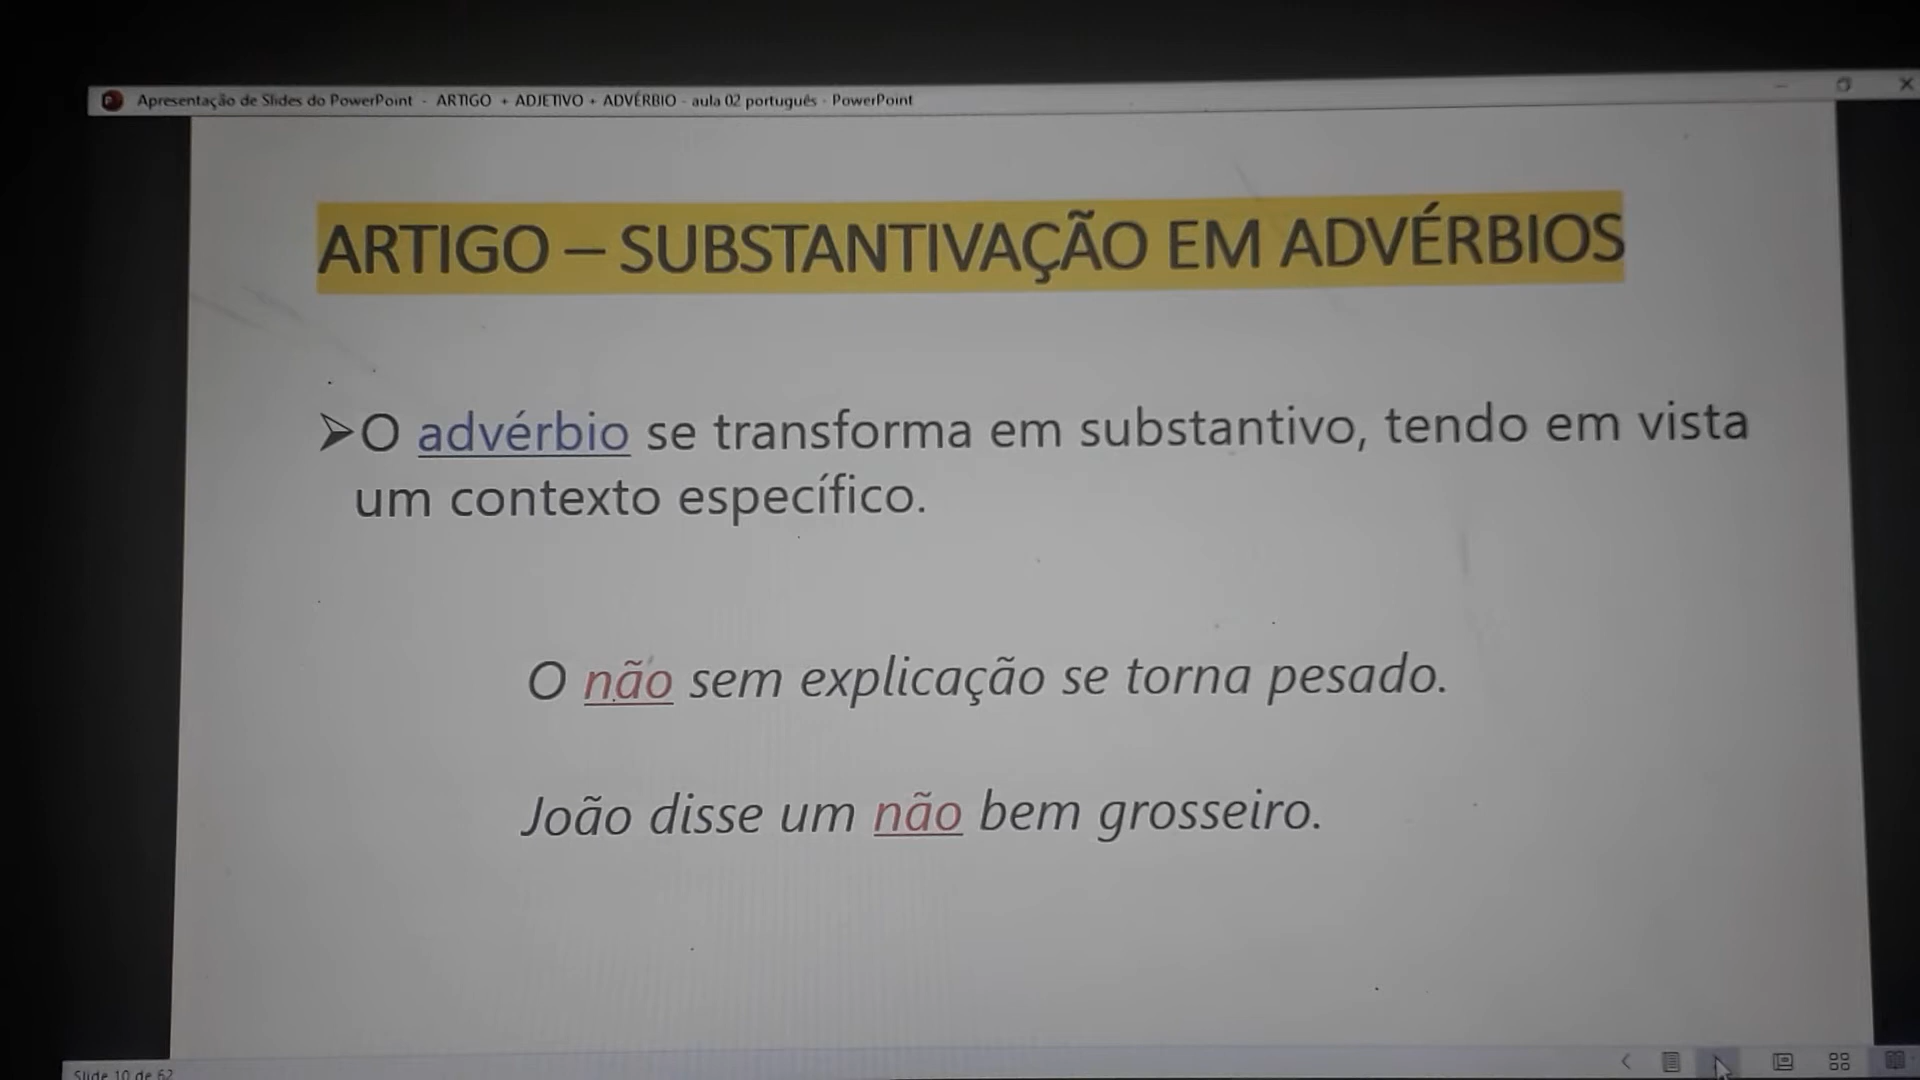 Apresentação de Slides do PowerPoint - ARTIGO + ADJETIVO + ADVÉRBIO - aula 02 português - PowerPoint
ARTIGO – SUBSTANTIVAÇÃO EM ADVÉRBIOS
➢O advérbio se transforma em substantivo, tendo em vista
um contexto específico.
O não sem explicação se torna pesado.
João disse um não bem grosseiro.
Slide 10 de 62